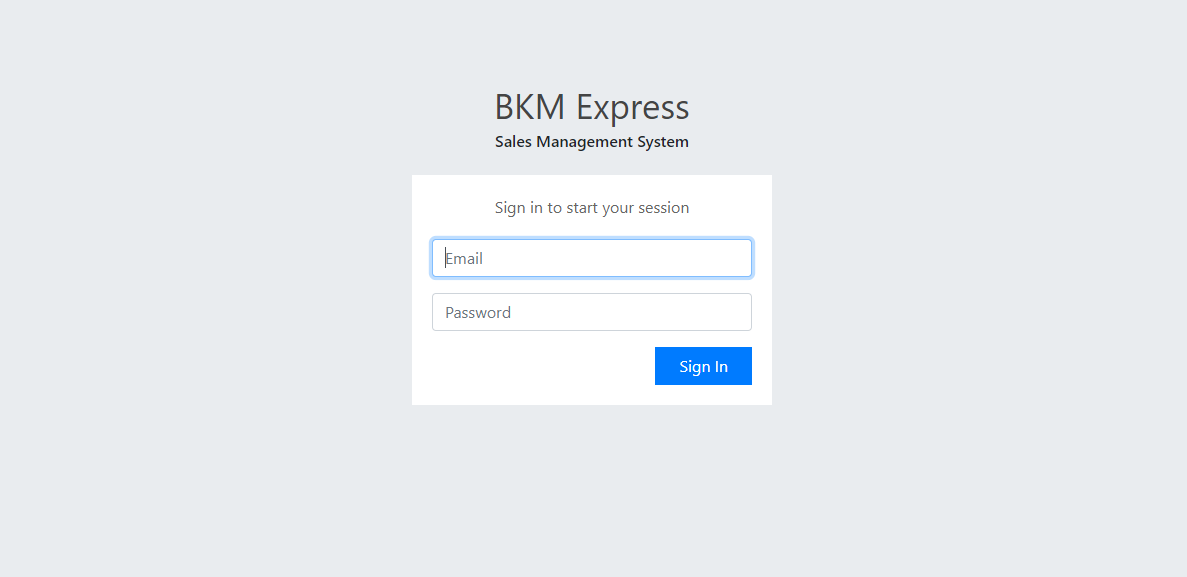 BKM Express
Sales Management System
Sign in to start your session
Email
Password
Sign In